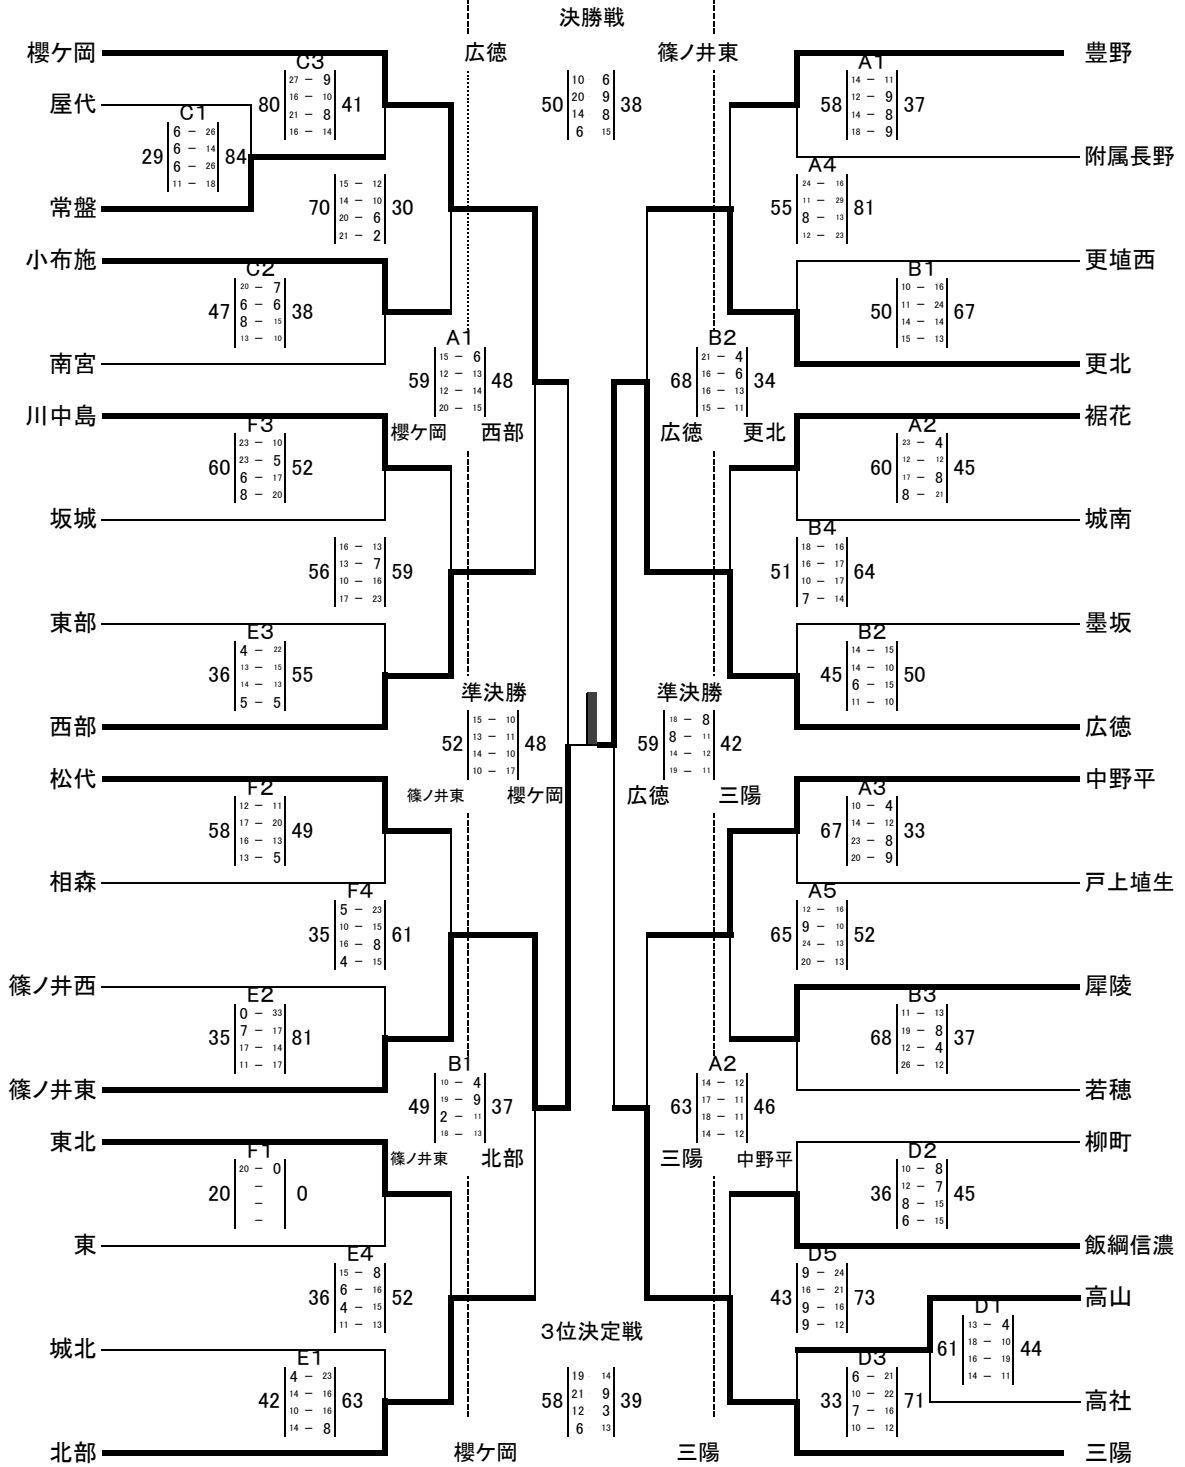 決勝戦
広徳 篠ノ井東
10 6
20 9
50 14 8 38
6 15
櫻ケ岡
屋代
常盤
小布施
南宮
川中島
坂城
東部
西部
松代
相森
篠ノ井西
篠ノ井東
東北
東
城北
北部
C3
27 - 9
16 - 10
80 21 - 8 41
16 - 14
C1
6 - 26
6 - 14
29 6 - 26 84
11 - 18
15 - 12
14 - 10
70 20 - 6 30
21 - 2
C2
20 - 7
6 - 6
47 8 - 15 38
13 - 10
A1
15 - 6
12 - 13
59 12 - 14 48
20 - 15
櫻ケ岡 西部
F3
23 - 10
23 - 5
60 6 - 17 52
8 - 20
16 - 13
13 - 7
56 10 - 16 59
17 - 23
E3
4 - 22
13 - 15
36 14 - 13 55
5 - 5
準決勝
15 - 10
13 - 11
52 14 - 10 48
10 - 17
篠ノ井東 櫻ケ岡
F2
12 - 11
17 - 20
58 16 - 13 49
13 - 5
F4
5 - 23
10 - 15
35 16 - 8 61
4 - 15
E2
0 - 33
7 - 17
35 17 - 14 81
11 - 17
B1
10 - 4
19 - 9
49 2 - 11 37
18 - 13
篠ノ井東 北部
F1
20 - 0
-
20 - 0
-
E4
15 - 8
6 - 16
36 4 - 15 52
11 - 13
E1
4 - 23
14 - 16
42 10 - 16 63
14 - 8
豊野
附属長野
更埴西
更北
裾花
城南
墨坂
広徳
中野平
戸上埴生
犀陵
若穂
柳町
飯綱信濃
高山
高社
三陽
A1
14 - 11
12 - 9
58 14 - 8 37
18 - 9
A4
24 - 16
11 - 29
55 8 - 13 81
12 - 23
B1
10 - 16
11 - 24
50 14 - 14 67
15 - 13
B2
21 - 4
16 - 6
68 16 - 13 34
15 - 11
広徳 更北
A2
23 - 4
12 - 12
60 17 - 8 45
8 - 21
B4
18 - 16
16 - 17
51 10 - 17 64
7 - 14
B2
14 - 15
14 - 10
45 6 - 15 50
11 - 10
準決勝
18 - 8
8 - 11
59 14 - 12 42
19 - 11
広徳 三陽
A3
10 - 4
14 - 12
67 23 - 8 33
20 - 9
A5
12 - 16
9 - 10
65 24 - 13 52
20 - 13
B3
11 - 13
19 - 8
68 12 - 4 37
26 - 12
A2
14 - 12
17 - 11
63 18 - 11 46
14 - 12
三陽 中野平
D2
10 - 8
12 - 7
36 8 - 15 45
6 - 15
D5
9 - 24
16 - 21
43 9 - 16 73
9 - 12
D1
13 - 4
18 - 10
61 16 - 19 44
14 - 11
D3
6 - 21
10 - 22
33 7 - 16 71
10 - 12
3位決定戦
19 14
21 9
58 12 3 39
6 13
櫻ケ岡 三陽